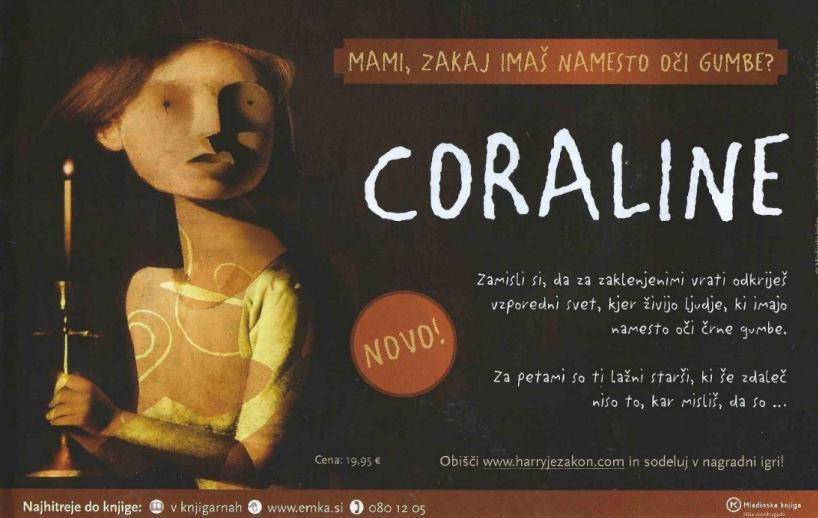 MAMI, ZAKAJ IMAŠ NAMESTO OČI GUMBE?
CORALINE
Zamisli si, da za zaklenjenimi vrati odkriješ
vzporedni svet, kjer živijo ljudje, ki imajo
namesto oči črne gumbe.
NOVO!
Za petami so ti lažni starši, ki še zdaleč
niso to, kar misliš, da so ...
Cena: 19,95 €
Obišči www.harryjezakon.com in sodeluj v nagradni igri!
Najhitreje do knjige: v knjigarnah www.emka.si 080 12 05
Mladinska knjiga